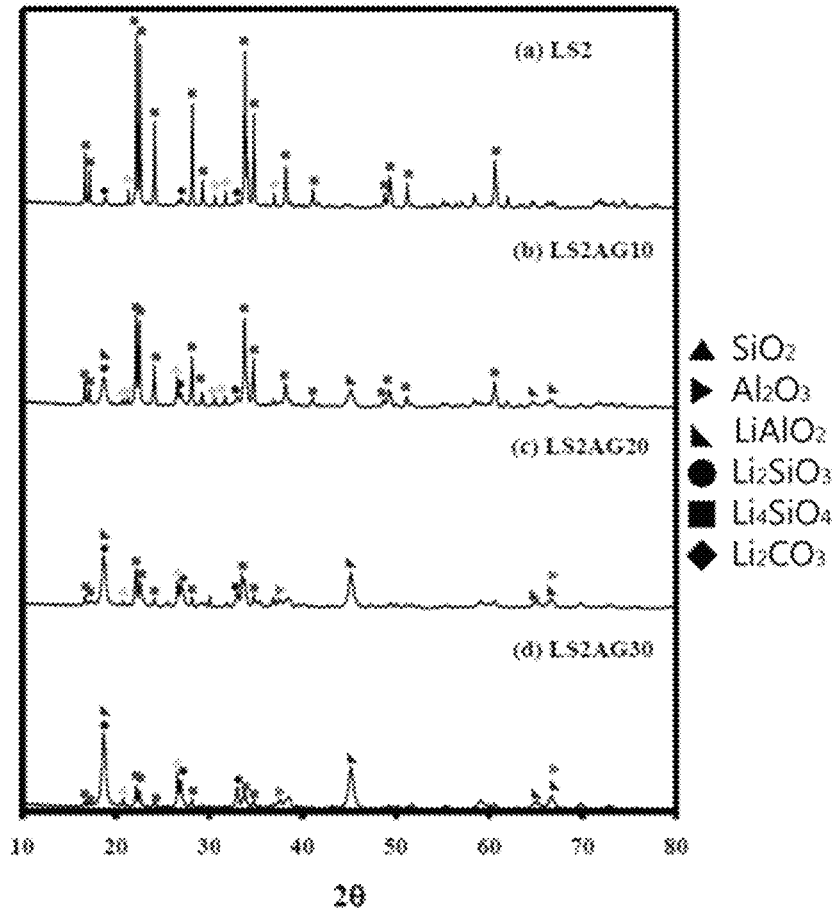 (a) LS2
(b) LS2AG10
(c) LS2AG20
(d) LS2AG30
SiO₂
Al₂O₃
LiAlO₂
Li₂SiO₃
Li₄SiO₄
Li₂CO₃
10 20 30 40 50 60 70 80
2θ